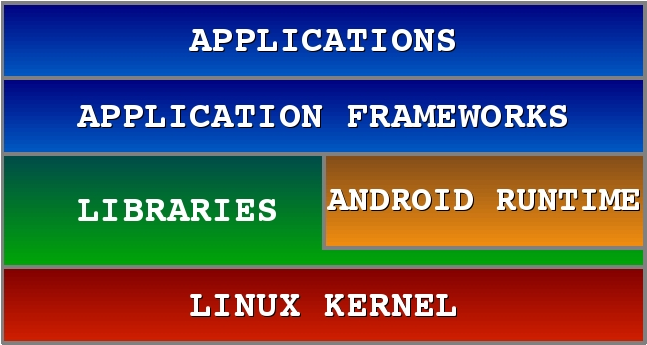 APPLICATIONS
APPLICATION FRAMEWORKS
LIBRARIES
ANDROID RUNTIME
LINUX KERNEL